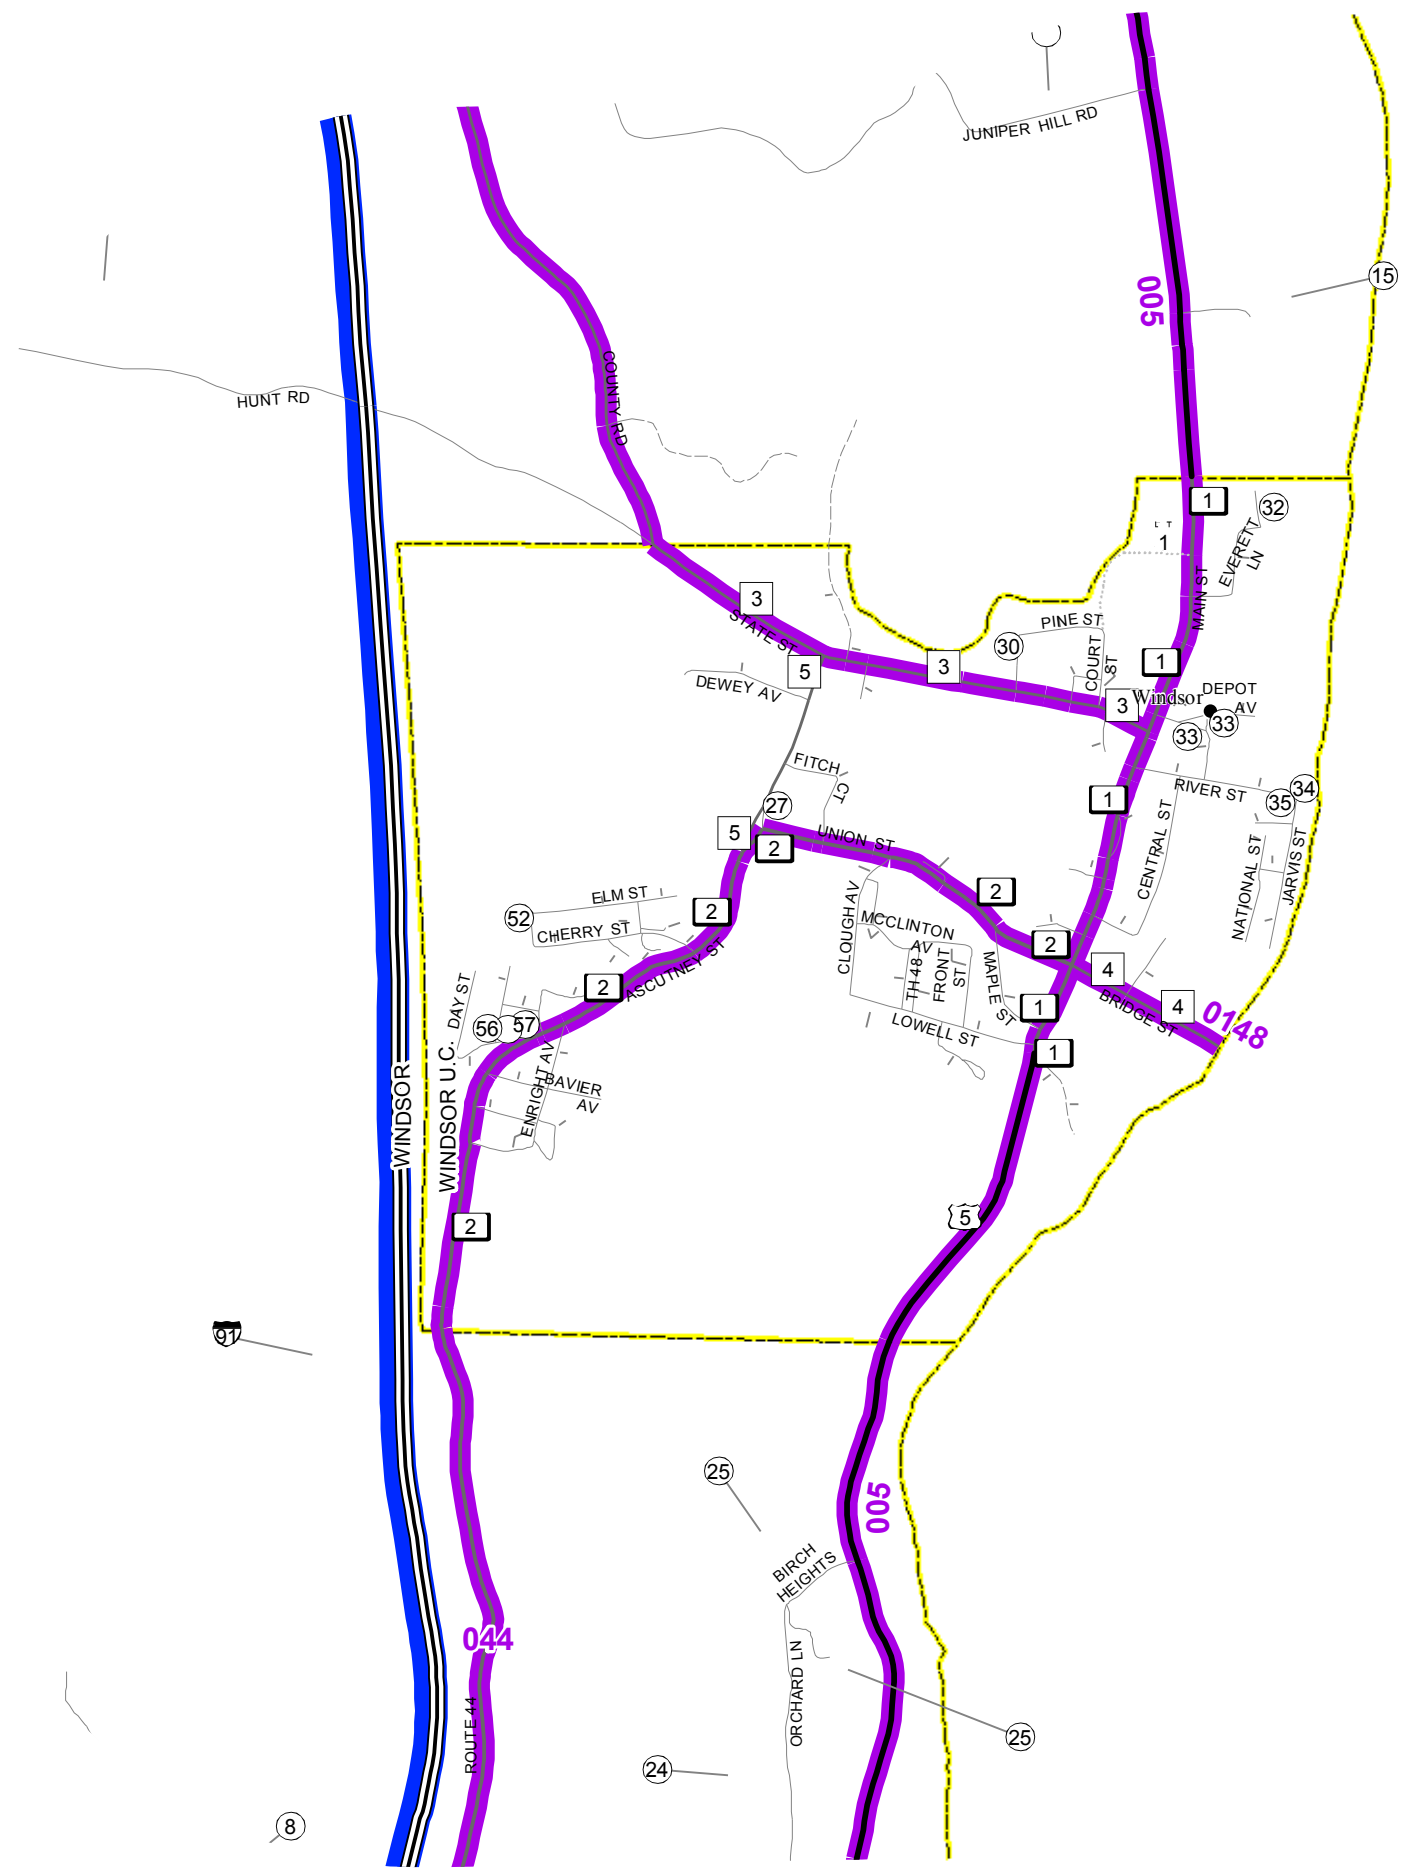 JUNIPER HILL RD
005
15
COUNTY RD
HUNT RD
1
32
1
EVERETT
LN
MAIN ST
3
STATE ST
PINE ST
30
COURT
ST
3
5
1
DEWEY AV
3
Windsor
DEPOT
AV
33
33
FITCH
CT
RIVER ST
34
35
27
1
5
2
UNION ST
CENTRAL ST
NATIONAL ST
JARVIS ST
ELM ST
52
CHERRY ST
2
2
CLOUGH AV
MCCLINTON
AV
2
4
TH 48
FRONT
ST
MAPLE ST
2
ASCUTNEY ST
DAY ST
1
BRIDGE ST
4
0148
56
57
LOWELL ST
1
WINDSOR
WINDSOR U.C.
ENRIGHT AV
BAVIER
AV
2
5
91
25
005
BIRCH
HEIGHTS
044
ORCHARD LN
ROUTE 44
25
24
8